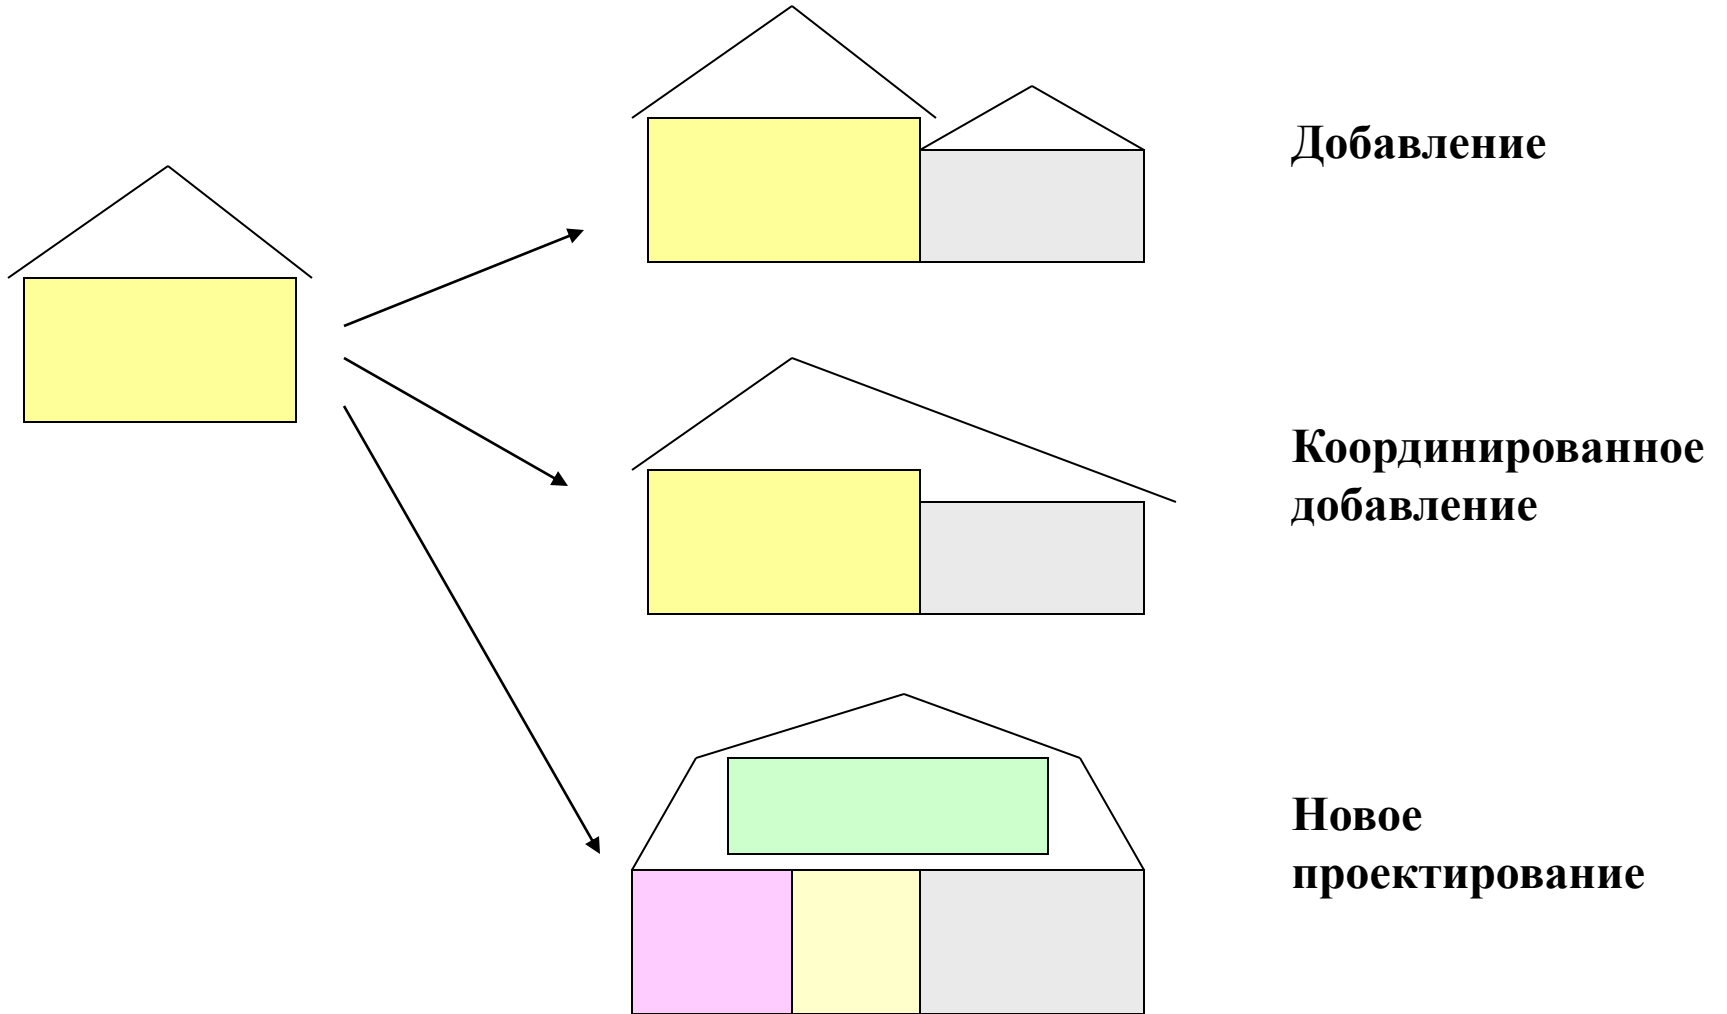 Добавление
Координированное
добавление
Новое
проектирование